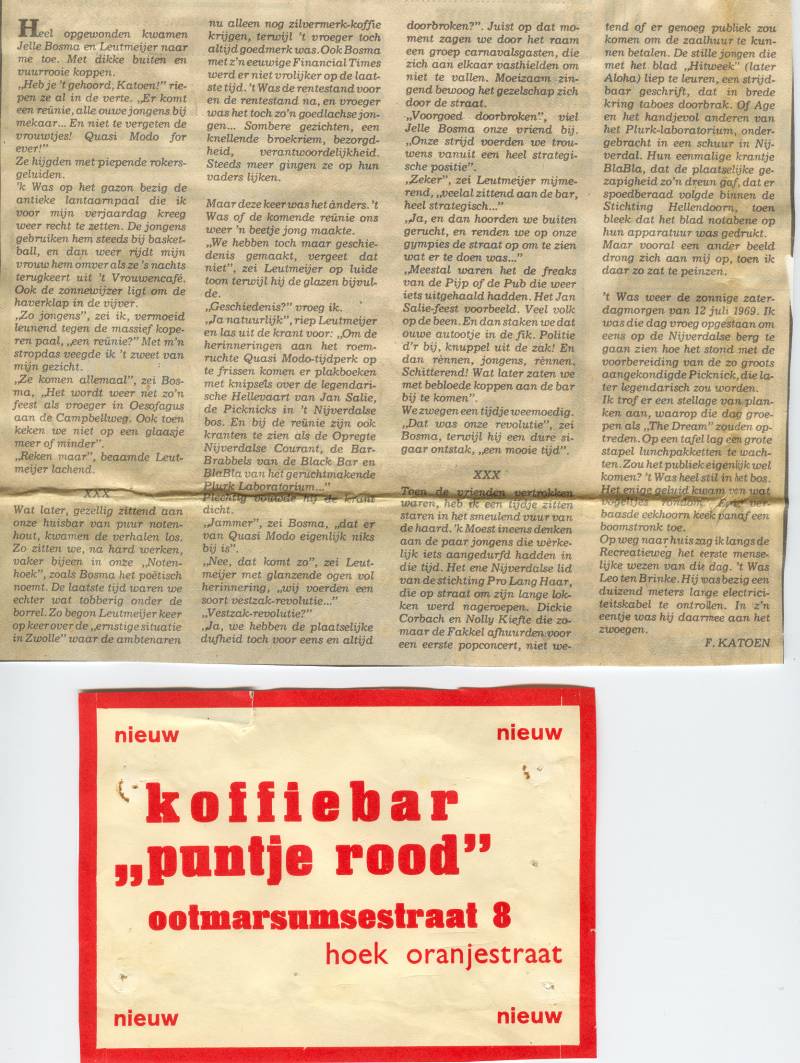 Heel opgewonden kwamen
Jelle Bosma en Leutmeijer naar
me toe. Met dikke buiten en
vuurrooie koppen.
„Heb je 't gehoord, Katoen!” rie-
pen ze al in de verte. „Er komt
een reünie, alle ouwe jongens bij
mekaar... En niet te vergeten de
vrouwtjes! Quasi Modo for
ever!”
Ze hijgden met piepende rokers-
geluiden.
'k Was op het gazon bezig de
antieke lantaarnpaal die ik
voor mijn verjaardag kreeg
weer recht te zetten. De jongens
gebruiken hem steeds bij basket-
ball, en dan weer rijdt mijn
vrouw hem omver als ze 's nachts
terugkeert uit 't Vrouwencafé.
Ook de zonnewijzer ligt om de
haverklap in de vijver.
„Zo jongens”, zei ik, vermoeid
leunend tegen de massief kope-
ren paal, „een reünie?” Met m'n
stropdas veegde ik 't zweet van
mijn gezicht.
„Ze komen allemaal”, zei Bos-
ma, „Het wordt weer net zo'n
feest als vroeger in Oesofagus
aan de Campbellweg. Ook toen
keken we niet op een glaasje
meer of minder”.
„Reken maar”, beaamde Leut-
meijer lachend.
XXX
Wat later, gezellig zittend aan
onze huisbar van puur noten-
hout, kwamen de verhalen los.
Zo zitten we, na hard werken,
vaker bijeen in onze „Noten-
hoek”, zoals Bosma het poëtisch
noemt. De laatste tijd waren we
echter wat tobberig onder de
borrel. Zo begon Leutmeijer keer
op keer over de „ernstige situatie
in Zwolle” waar de ambtenaren
nu alleen nog zilvermerk-koffie
krijgen, terwijl 't vroeger toch
altijd goedmerk was. Ook Bosma
met z'n eeuwige Financial Times
werd er niet vrolijker op de laat-
ste tijd. 't Was de rentestand voor
en de rentestand na, en vroeger
was het toch zo'n goedlachse jon-
gen... Sombere gezichten, een
knellende broekriem, bezorgd-
heid, verantwoordelijkheid.
Steeds meer gingen ze op hun
vaders lijken.
Maar deze keer was het ànders. 't
Was of de komende reünie ons
weer 'n beetje jong maakte.
„We hebben toch maar geschie-
denis gemaakt, vergeet dat
niet”, zei Leutmeijer op luide
toon terwijl hij de glazen bijvul-
de.
„Geschiedenis?” vroeg ik.
„Ja natuurlijk”, riep Leutmeijer
en las uit de krant voor: „Om de
herinneringen aan het roem-
ruchte Quasi Modo-tijdperk op
te frissen komen er plakboeken
met knipsels over de legendari-
sche Hellevaart van Jan Salie,
de Picknicks in 't Nijverdalse
bos. En bij de reünie zijn ook
kranten te zien als de Opregte
Nijverdalse Courant, de Bar-
Brabbels van de Black Bar en
BlaBla van het geruchtmakende
Plurk Laboratorium...”
Plechtig vouwde hij de krant
dicht.
„Jammer”, zei Bosma, „dat er
van Quasi Modo eigenlijk niks
bij is”.
„Nee, dat komt zo”, zei Leut-
meijer met glanzende ogen vol
herinnering, „wij voerden een
soort vestzak-revolutie...”
„Vestzak-revolutie?”
„Ja, we hebben de plaatselijke
dufheid toch voor eens en altijd
doorbroken?”. Juist op dat mo-
ment zagen we door het raam
een groep carnavalsgasten, die
zich aan elkaar vasthielden om
niet te vallen. Moeizaam zin-
gend bewoog het gezelschap zich
door de straat.
„Voorgoed doorbroken”, viel
Jelle Bosma onze vriend bij.
„Onze strijd voerden we trou-
wens vanuit een heel strategi-
sche positie”.
„Zeker”, zei Leutmeijer mijme-
rend, „veelal zittend aan de bar,
heel strategisch...”
„Ja, en dan hoorden we buiten
gerucht, en renden we op onze
gympies de straat op om te zien
wat er te doen was...”
„Meestal waren het de freaks
van de Pijp of de Pub die weer
iets uitgehaald hadden. Het Jan
Salie-feest voorbeeld. Veel volk
op de been. En dan staken we dat
ouwe autootje in de fik. Politie
d'r bij, knuppel uit de zak! En
dan rènnen, jongens, rènnen.
Schitterend! Wat later zaten we
met bebloede koppen aan de bar
bij te komen”.
We zwegen een tijdje weemoedig.
„Dat was onze revolutie”, zei
Bosma, terwijl hij een dure si-
gaar ontstak, „een mooie tijd”.
XXX
Toen de vrienden vertrokken
waren, heb ik een tijdje zitten
staren in het smeulend vuur van
de haard. 'k Moest ineens denken
aan de paar jongens die wèrke-
lijk iets aangedurfd hadden in
die tijd. Het ene Nijverdalse lid
van de stichting Pro Lang Haar,
die op straat om zijn lange lok-
ken werd nageroepen. Dickie
Corbach en Nolly Kiefte die zo-
maar de Fakkel afhuurden voor
een eerste popconcert, niet we-
tend of er genoeg publiek zou
komen om de zaalhuur te kun-
nen betalen. De stille jongen die
met het blad „Hitweek” (later
Aloha) liep te leuren, een strijd-
baar geschrift, dat in brede
kring taboes doorbrak. Of Age
en het handjevol anderen van
het Plurk-laboratorium, onder-
gebracht in een schuur in Nij-
verdal. Hun eenmalige krantje
BlaBla, dat de plaatselijke ge-
zapigheid zo'n dreun gaf, dat er
spoedberaad volgde binnen de
Stichting Hellendoorn, toen
bleek dat het blad notabene op
hun apparatuur was gedrukt.
Maar vooral een ander beeld
drong zich aan mij op, toen ik
daar zo zat te peinzen.
't Was weer de zonnige zater-
dagmorgen van 12 juli 1969. Ik
was die dag vroeg opgestaan om
eens op de Nijverdalse berg te
gaan zien hoe het stond met de
voorbereiding van de zo groots
aangekondigde Picknick, die la-
ter legendarisch zou worden.
Ik trof er een stellage van plan-
ken aan, waarop die dag groe-
pen als „The Dream” zouden op-
treden. Op een tafel lag een grote
stapel lunchpakketten te wach-
ten. Zou het publiek eigenlijk wel
komen? 't Was heel stil in het bos.
Het enige geluid kwam van wat
vogeltjes rondom. Een ver-
baasde eekhoorn keek vanaf een
boomstronk toe.
Op weg naar huis zag ik langs de
Recreatieweg het eerste mense-
lijke wezen van die dag. 't Was
Leo ten Brinke. Hij was bezig een
duizend meters lange electrici-
teitskabel te ontrollen. In z'n
eentje was hij daarmee aan het
zwoegen.
F. KATOEN
nieuw nieuw
koffiebar
„puntje rood”
ootmarsumsestraat 8
hoek oranjestraat
nieuw nieuw